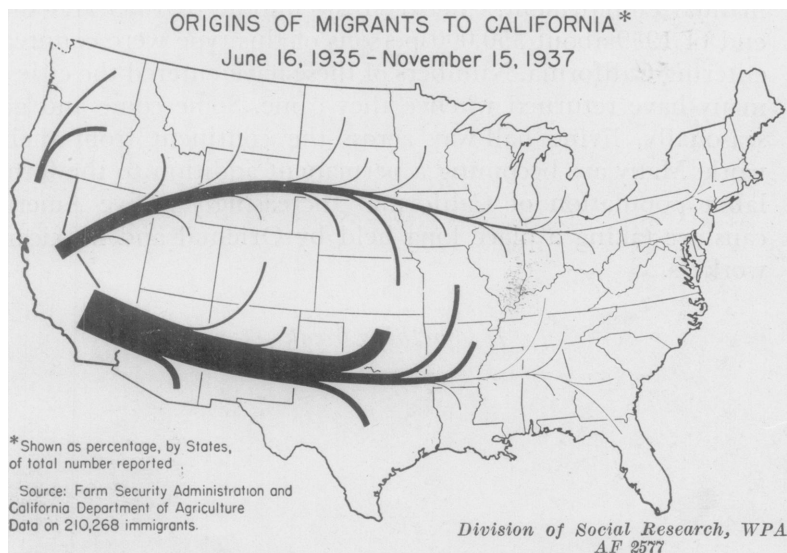 ORIGINS OF MIGRANTS TO CALIFORNIA*
June 16, 1935 - November 15, 1937
*Shown as percentage, by States,
of total number reported
Source: Farm Security Administration and
California Department of Agriculture
Data on 210,268 immigrants.
Division of Social Research, WPA
AF 2577